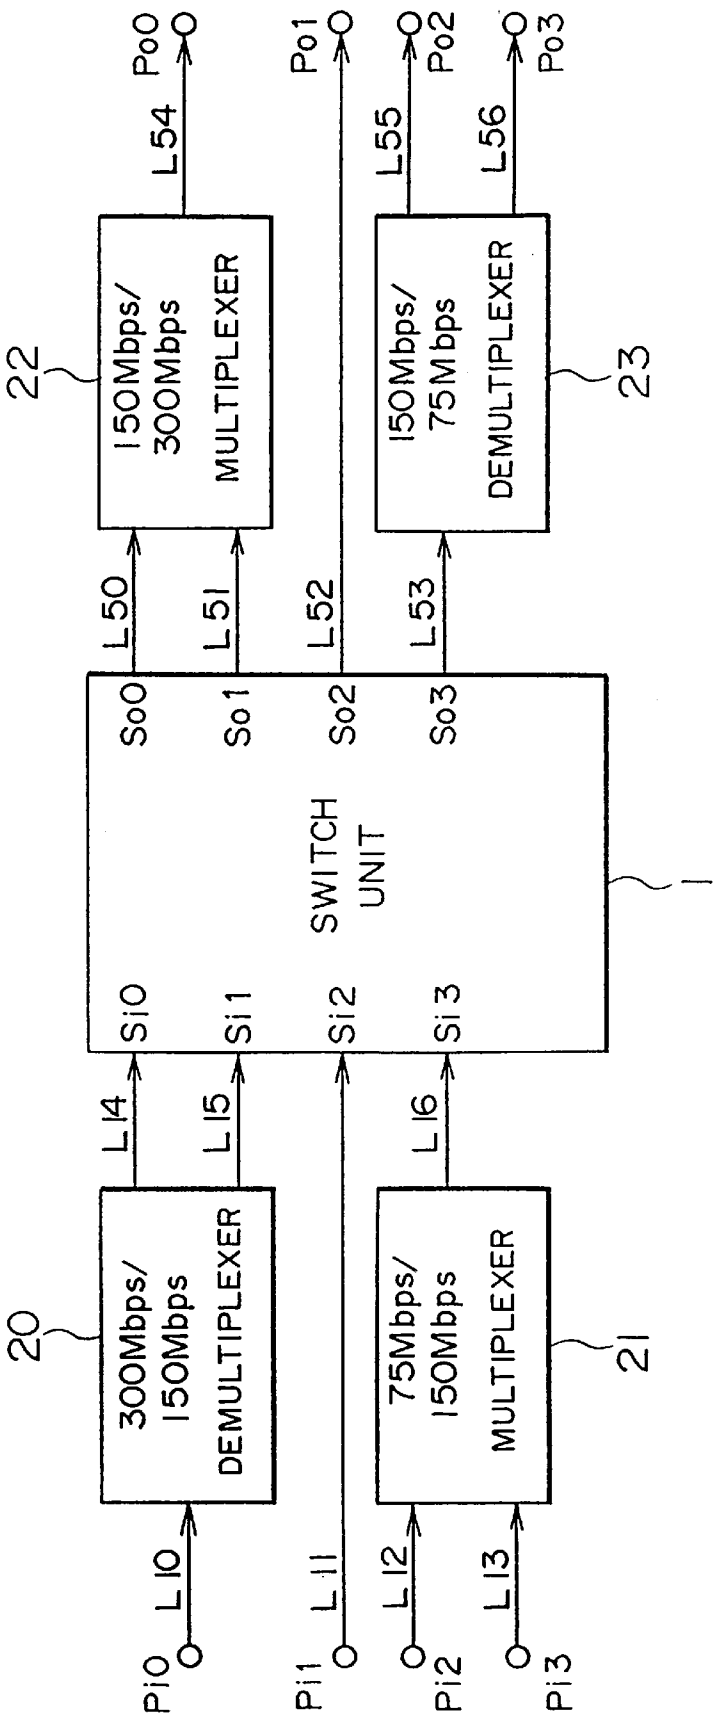 20
22
Pi0
L10
300Mbps/
150Mbps
DEMULTIPLEXER
L14
Si0
So0
L50
150Mbps/
300Mbps
MULTIPLEXER
L54
Po0
L15
Si1
So1
L51
SWITCH
UNIT
Pi1
L11
Si2
So2
L52
Po1
Pi2
L12
Pi3
L13
75Mbps/
150Mbps
MULTIPLEXER
L16
Si3
So3
L53
150Mbps/
75Mbps
DEMULTIPLEXER
L55
Po2
L56
Po3
21
1
23